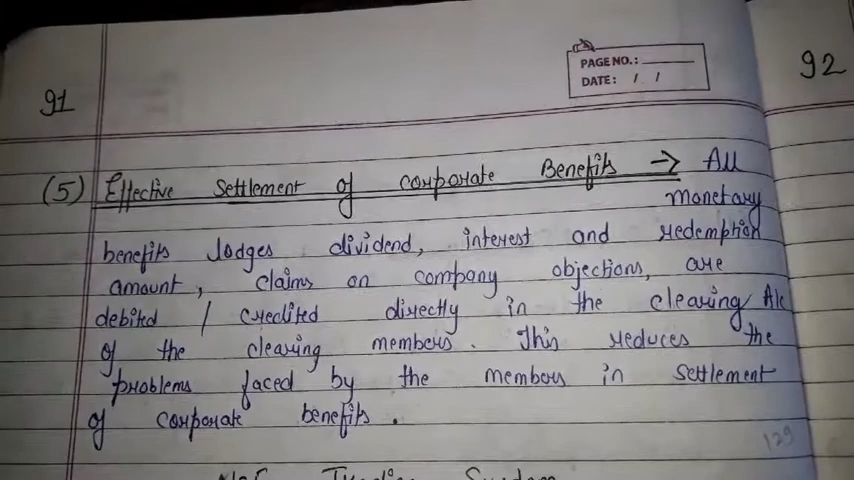 91
PAGE NO.:
DATE: / /
92
(5) Effective Settlement of corporate Benefits → All
monetary
benefits lodges dividend, interest and redemption
amount, claims on company objections, are
debited / credited directly in the clearing A/c
of the clearing members. This reduces the
problems faced by the members in settlement
of corporate benefits.
129